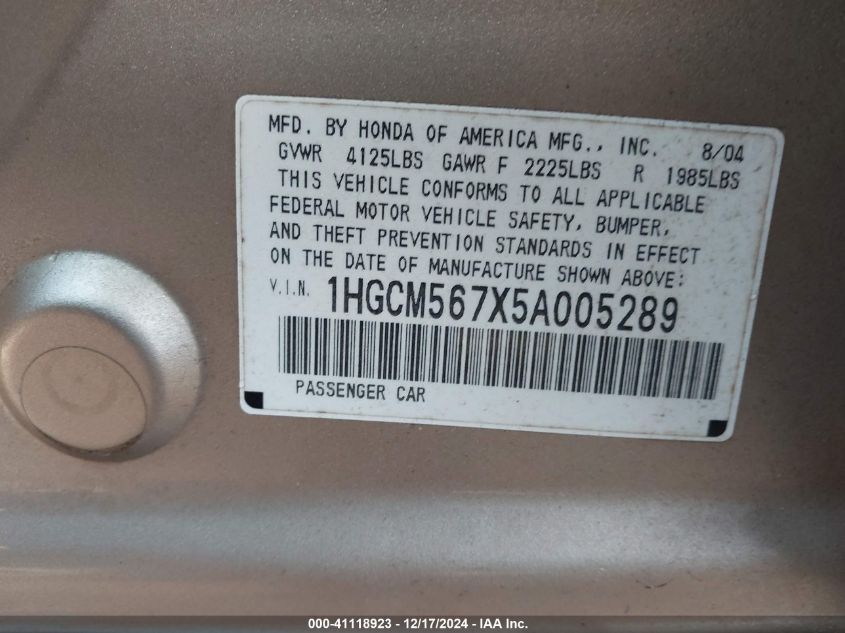 MFD. BY HONDA OF AMERICA MFG., INC. 8/04
GVWR 4125LBS GAWR F 2225LBS R 1985LBS
THIS VEHICLE CONFORMS TO ALL APPLICABLE
FEDERAL MOTOR VEHICLE SAFETY, BUMPER,
AND THEFT PREVENTION STANDARDS IN EFFECT
ON THE DATE OF MANUFACTURE SHOWN ABOVE:
V.I.N. 1HGCM567X5A005289
PASSENGER CAR
000-41118923 - 12/17/2024 - IAA Inc.